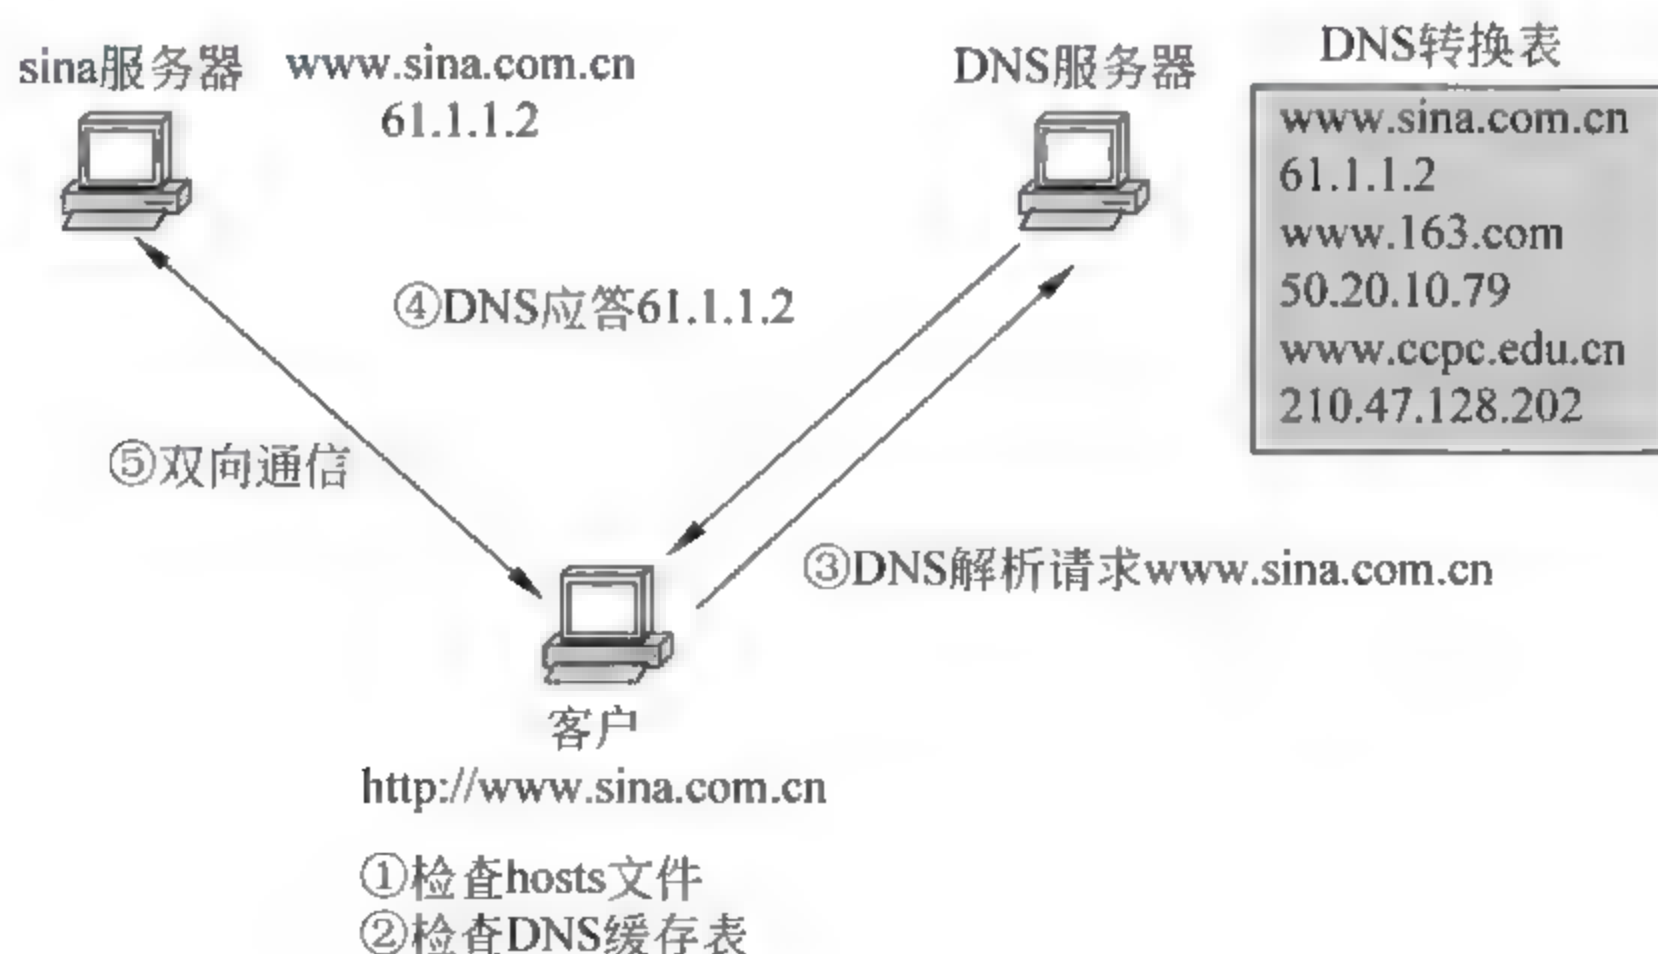 sina服务器
www.sina.com.cn
61.1.1.2
DNS服务器
DNS转换表
www.sina.com.cn
61.1.1.2
www.163.com
50.20.10.79
www.ccpc.edu.cn
210.47.128.202
④DNS应答61.1.1.2
⑤双向通信
③DNS解析请求www.sina.com.cn
客户
http://www.sina.com.cn
①检查hosts文件
②检查DNS缓存表